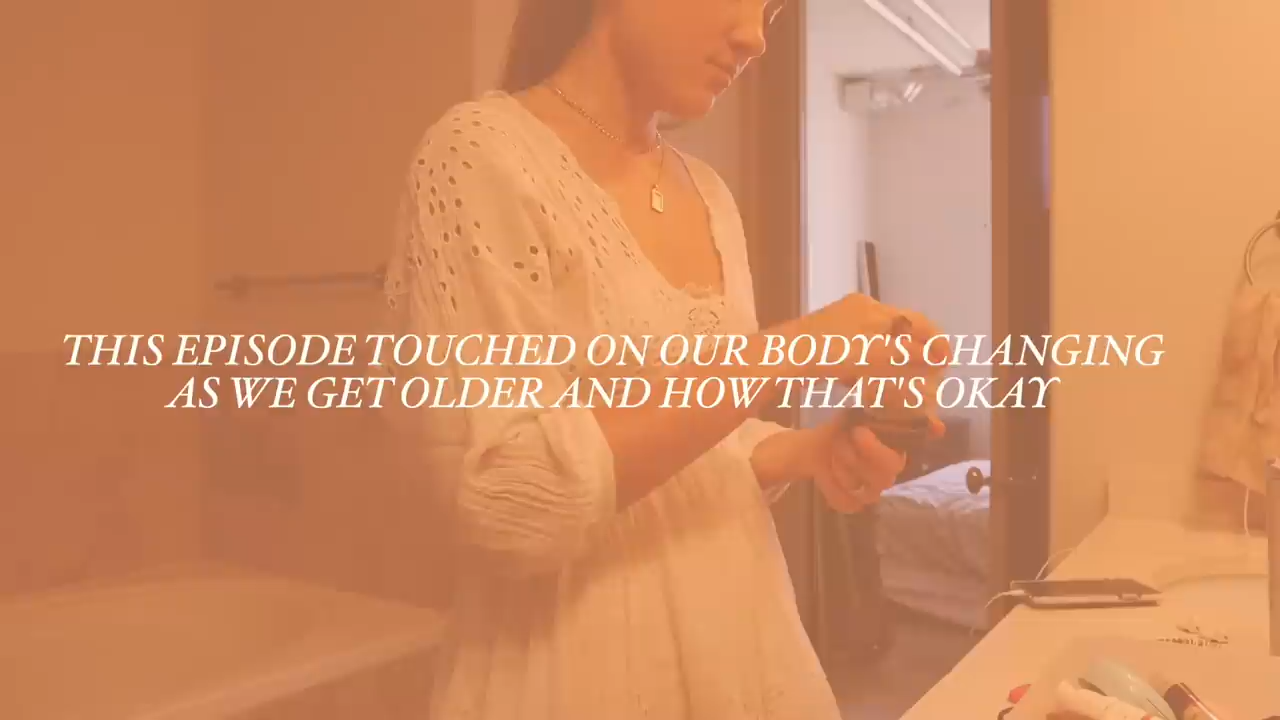 THIS EPISODE TOUCHED ON OUR BODY'S CHANGING
AS WE GET OLDER AND HOW THAT'S OKAY